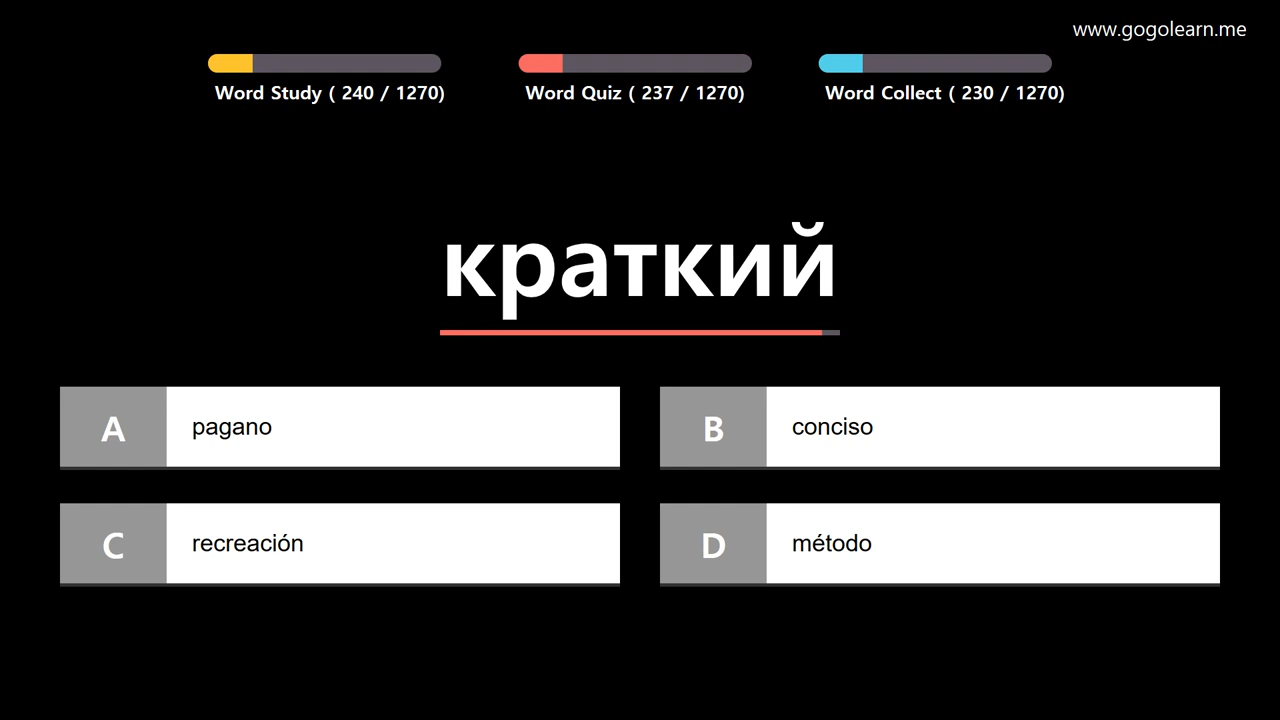 www.gogolearn.me
Word Study ( 240 / 1270)
Word Quiz ( 237 / 1270)
Word Collect ( 230 / 1270)
краткий
A pagano
B conciso
C recreación
D método